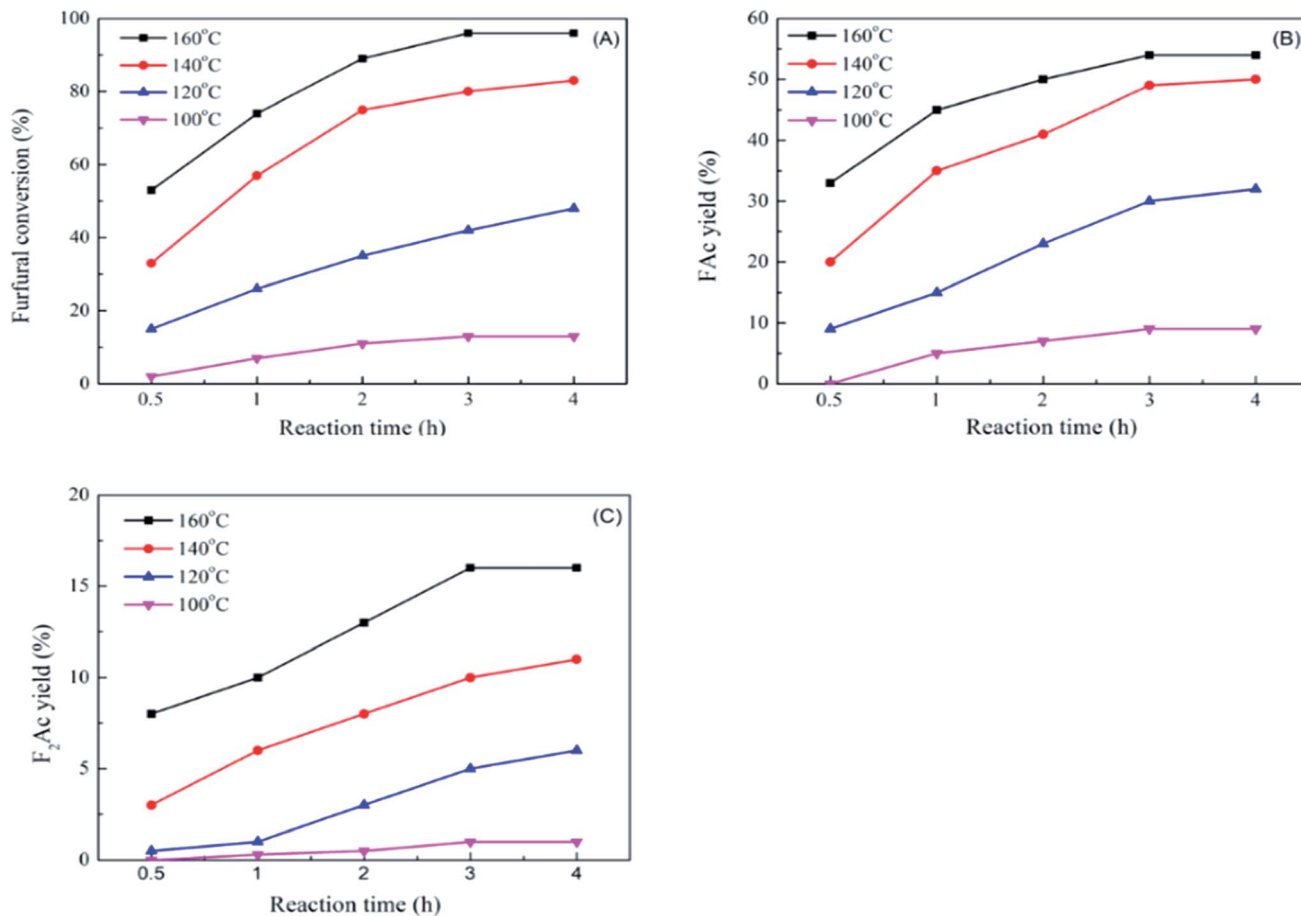 (A)
160°C
140°C
120°C
100°C
Furfural conversion (%)
100
80
60
40
20
0
0.5 1 2 3 4
Reaction time (h)
(B)
160°C
140°C
120°C
100°C
FAc yield (%)
60
50
40
30
20
10
0
0.5 1 2 3 4
Reaction time (h)
(C)
160°C
140°C
120°C
100°C
F₂Ac yield (%)
20
15
10
5
0
0.5 1 2 3 4
Reaction time (h)